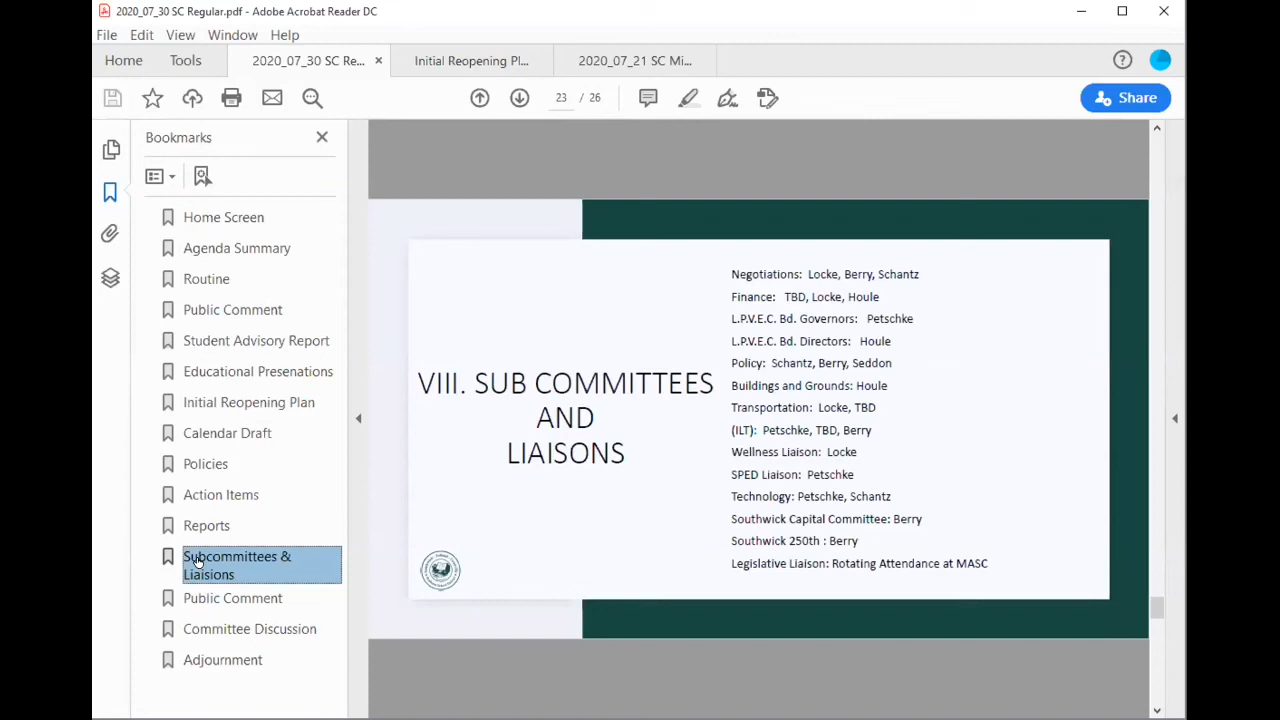 2020_07_30 SC Regular.pdf - Adobe Acrobat Reader DC
File Edit View Window Help
Home Tools 2020_07_30 SC Re... × Initial Reopening Pl... 2020_07_21 SC Mi...
23 / 26
Share
Bookmarks
Home Screen
Agenda Summary
Routine
Public Comment
Student Advisory Report
Educational Presenations
Initial Reopening Plan
Calendar Draft
Policies
Action Items
Reports
Subcommittees &
Liaisions
Public Comment
Committee Discussion
Adjournment
VIII. SUB COMMITTEES
AND
LIAISONS
Negotiations: Locke, Berry, Schantz
Finance: TBD, Locke, Houle
L.P.V.E.C. Bd. Governors: Petschke
L.P.V.E.C. Bd. Directors: Houle
Policy: Schantz, Berry, Seddon
Buildings and Grounds: Houle
Transportation: Locke, TBD
(ILT): Petschke, TBD, Berry
Wellness Liaison: Locke
SPED Liaison: Petschke
Technology: Petschke, Schantz
Southwick Capital Committee: Berry
Southwick 250th : Berry
Legislative Liaison: Rotating Attendance at MASC